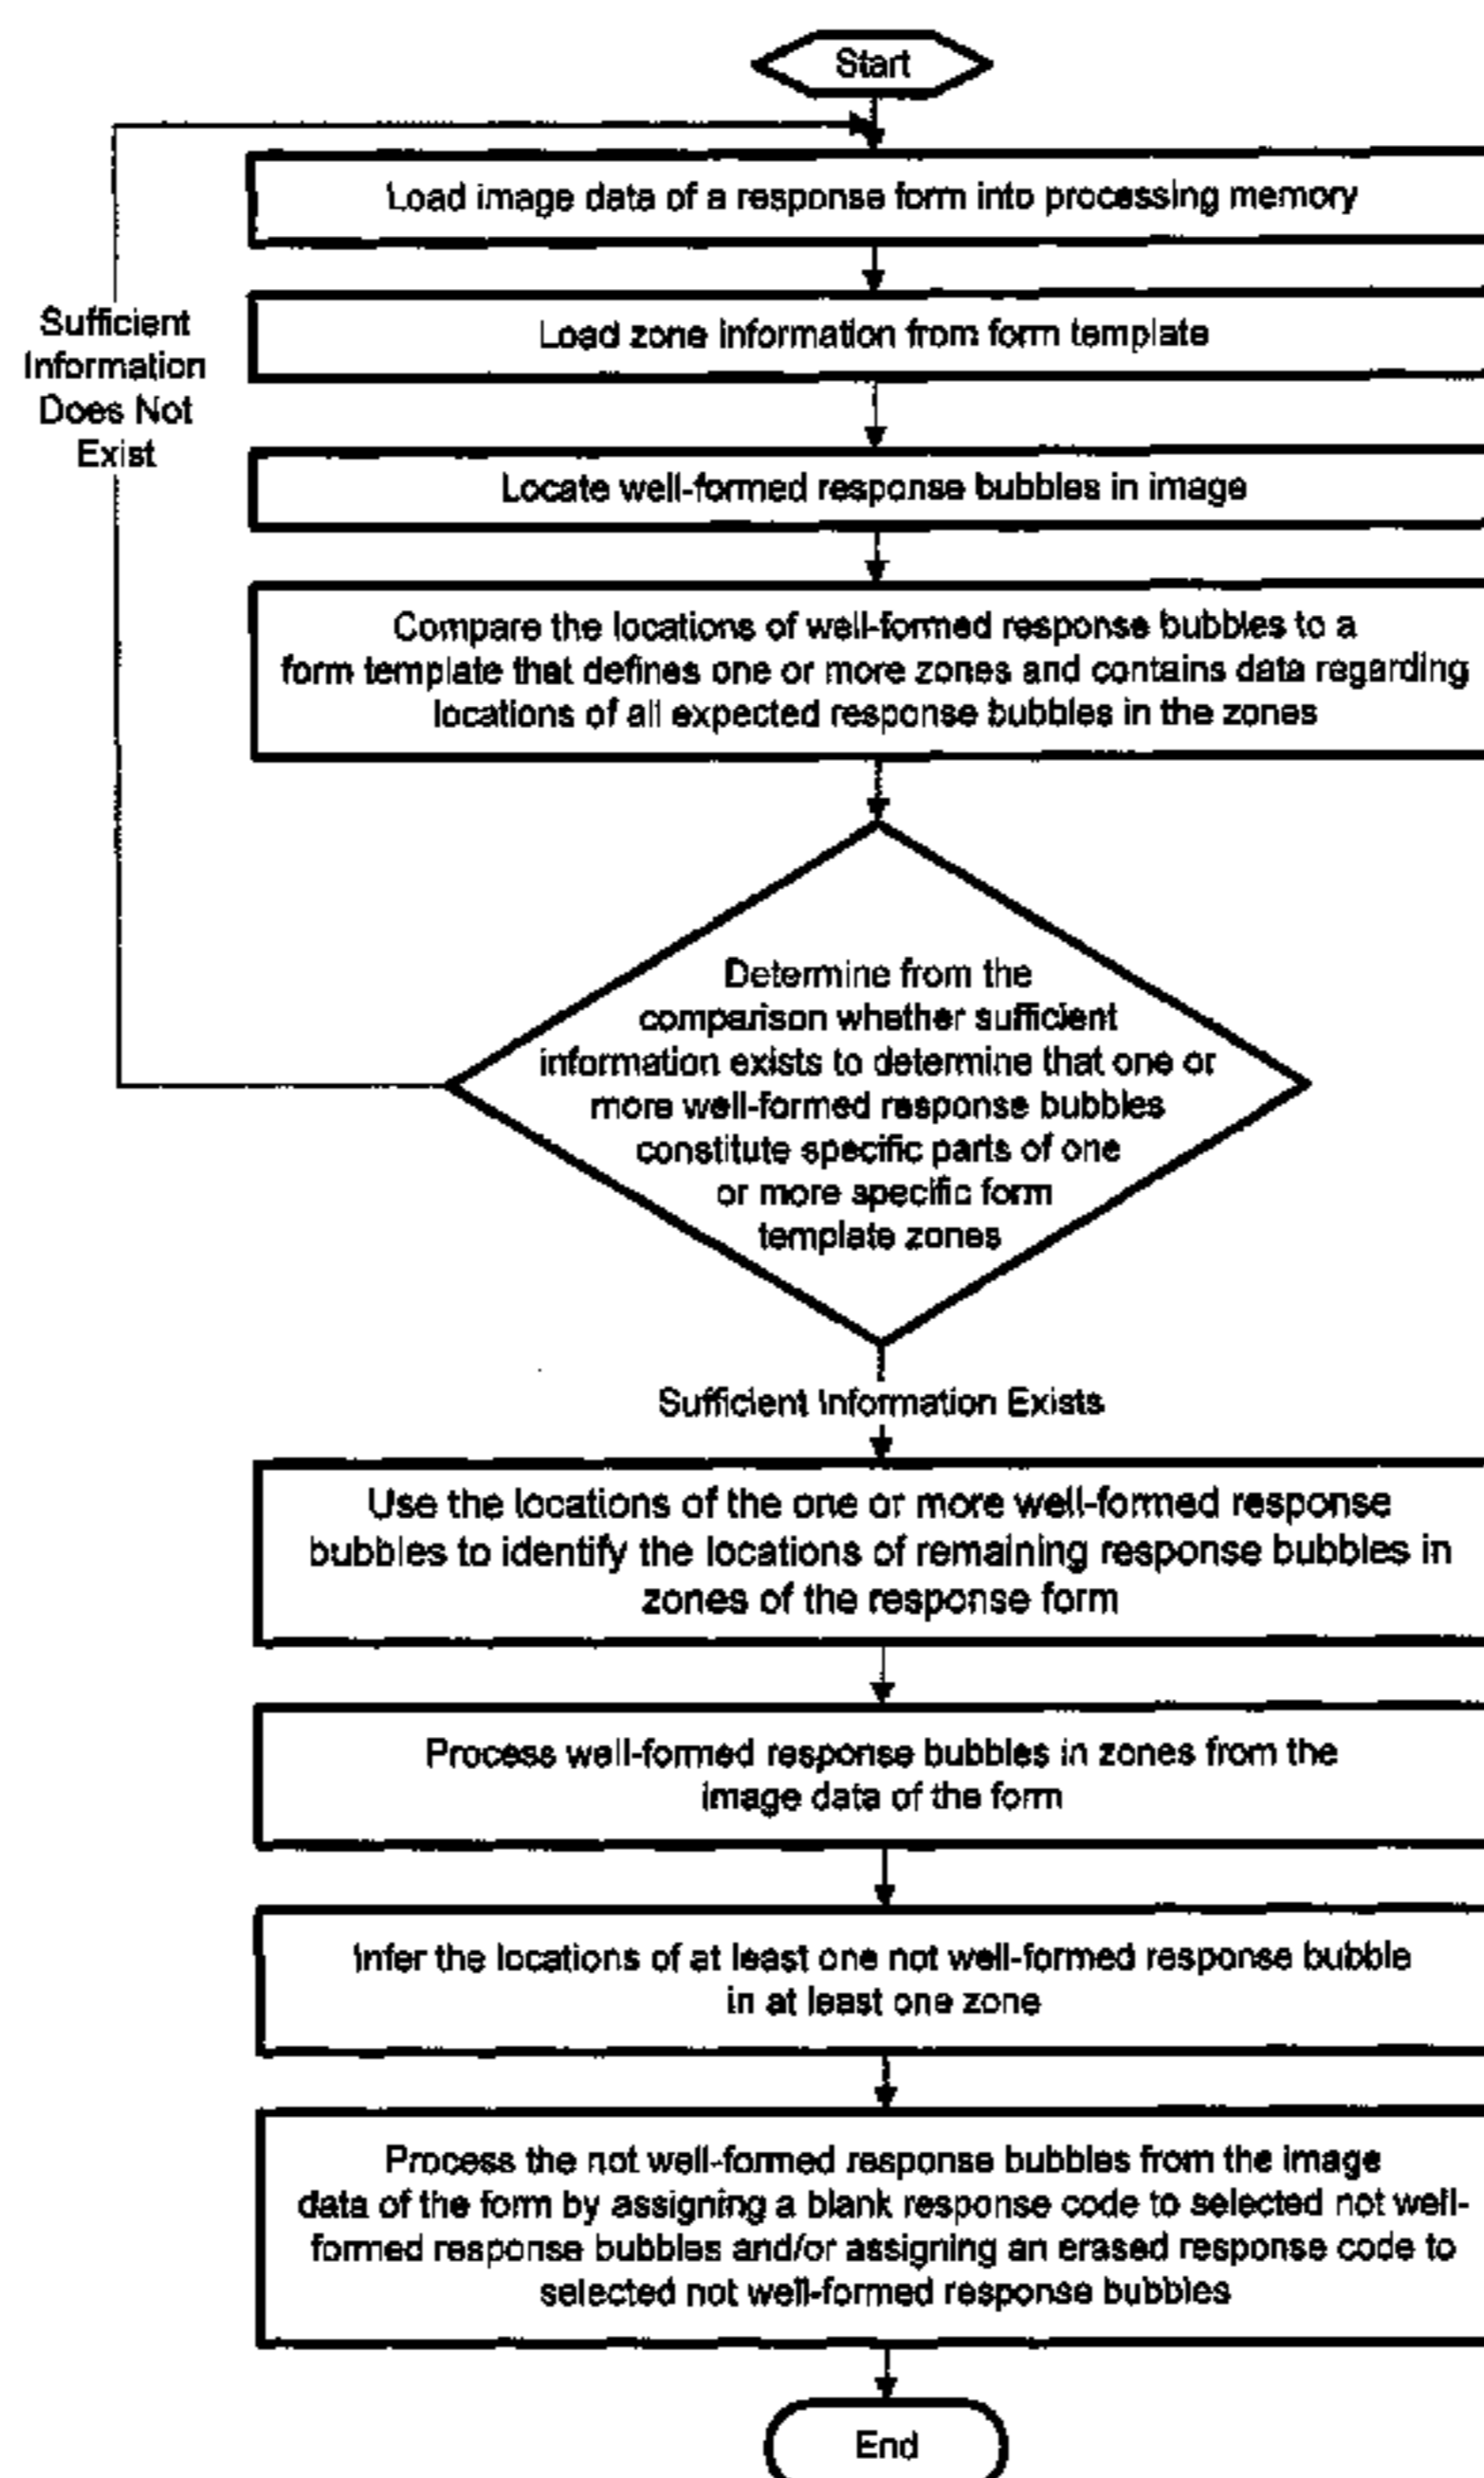 Start
Load image data of a response form into processing memory
Load zone information from form template
Sufficient
Information
Does Not
Exist
Locate well-formed response bubbles in image
Compare the locations of well-formed response bubbles to a
form template that defines one or more zones and contains data regarding
locations of all expected response bubbles in the zones
Determine from the
comparison whether sufficient
information exists to determine that one or
more well-formed response bubbles
constitute specific parts of one
or more specific form
template zones
Sufficient Information Exists
Use the locations of the one or more well-formed response
bubbles to identify the locations of remaining response bubbles in
zones of the response form
Process well-formed response bubbles in zones from the
image data of the form
Infer the locations of at least one not well-formed response bubble
in at least one zone
Process the not well-formed response bubbles from the image
data of the form by assigning a blank response code to selected not well-
formed response bubbles and/or assigning an erased response code to
selected not well-formed response bubbles
End